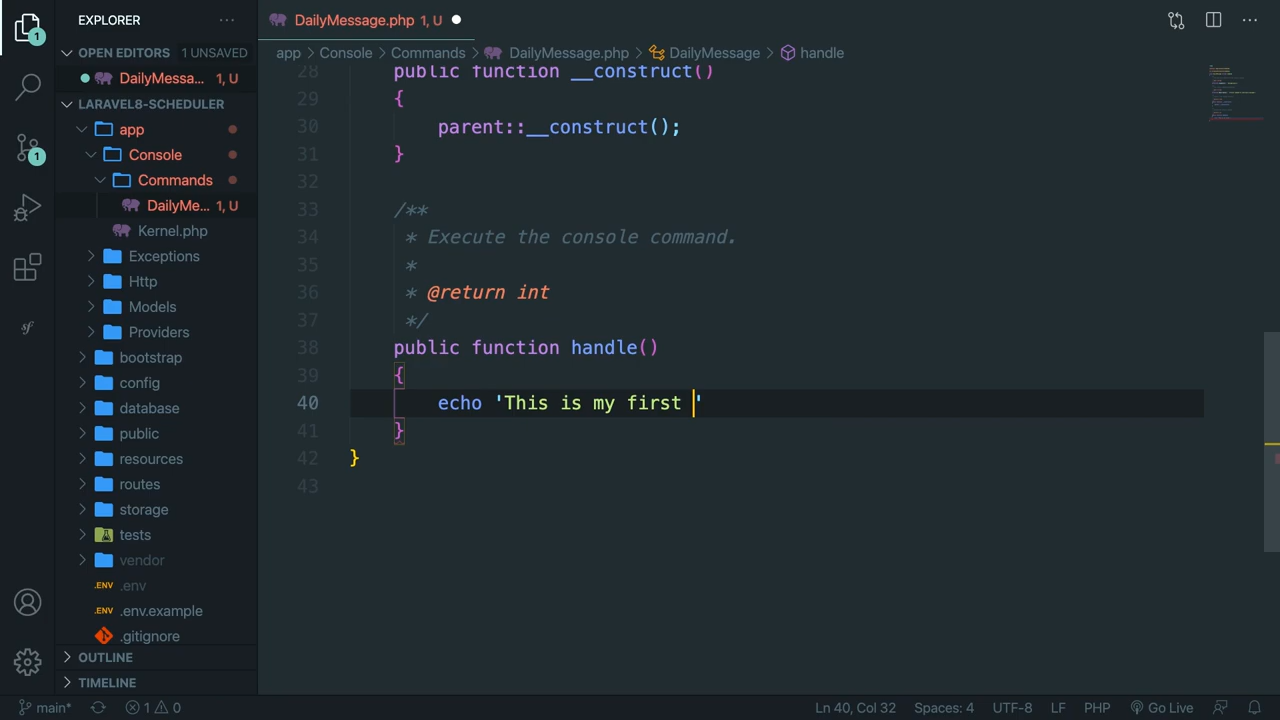 EXPLORER
DailyMessage.php 1, U
OPEN EDITORS 1 UNSAVED
app > Console > Commands > DailyMessage.php > DailyMessage > handle
DailyMessa... 1, U
LARAVEL8-SCHEDULER
app
Console
Commands
DailyMe... 1, U
Kernel.php
Exceptions
Http
Models
Providers
bootstrap
config
database
public
resources
routes
storage
tests
vendor
.ENV .env
.ENV .env.example
.gitignore
OUTLINE
TIMELINE
1
1
28 public function __construct()
29 {
30 parent::__construct();
31 }
32
33 /**
34 * Execute the console command.
35 *
36 * @return int
37 */
38 public function handle()
39 {
40 echo 'This is my first '
41 }
42 }
43
main* 1 0 Ln 40, Col 32 Spaces: 4 UTF-8 LF PHP Go Live